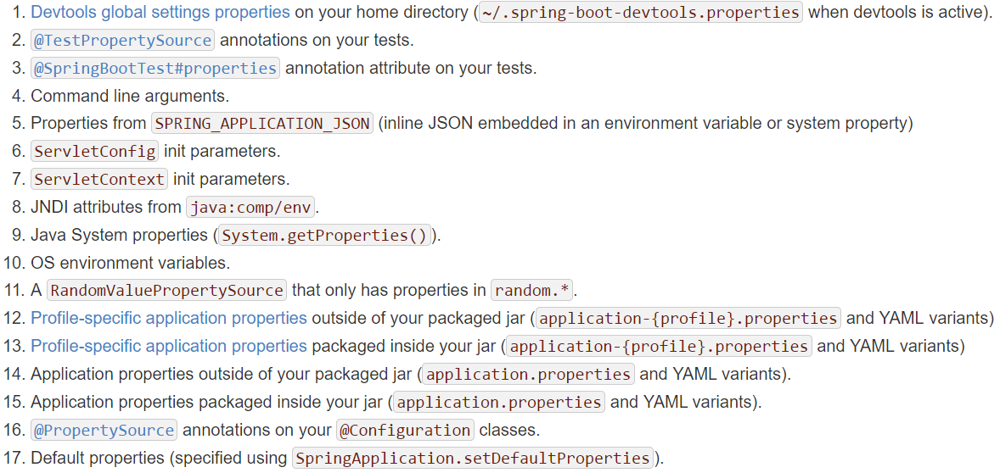 1. Devtools global settings properties on your home directory (~/.spring-boot-devtools.properties when devtools is active).
2. @TestPropertySource annotations on your tests.
3. @SpringBootTest#properties annotation attribute on your tests.
4. Command line arguments.
5. Properties from SPRING_APPLICATION_JSON (inline JSON embedded in an environment variable or system property)
6. ServletConfig init parameters.
7. ServletContext init parameters.
8. JNDI attributes from java:comp/env.
9. Java System properties (System.getProperties()).
10. OS environment variables.
11. A RandomValuePropertySource that only has properties in random.*.
12. Profile-specific application properties outside of your packaged jar (application-{profile}.properties and YAML variants)
13. Profile-specific application properties packaged inside your jar (application-{profile}.properties and YAML variants)
14. Application properties outside of your packaged jar (application.properties and YAML variants).
15. Application properties packaged inside your jar (application.properties and YAML variants).
16. @PropertySource annotations on your @Configuration classes.
17. Default properties (specified using SpringApplication.setDefaultProperties).